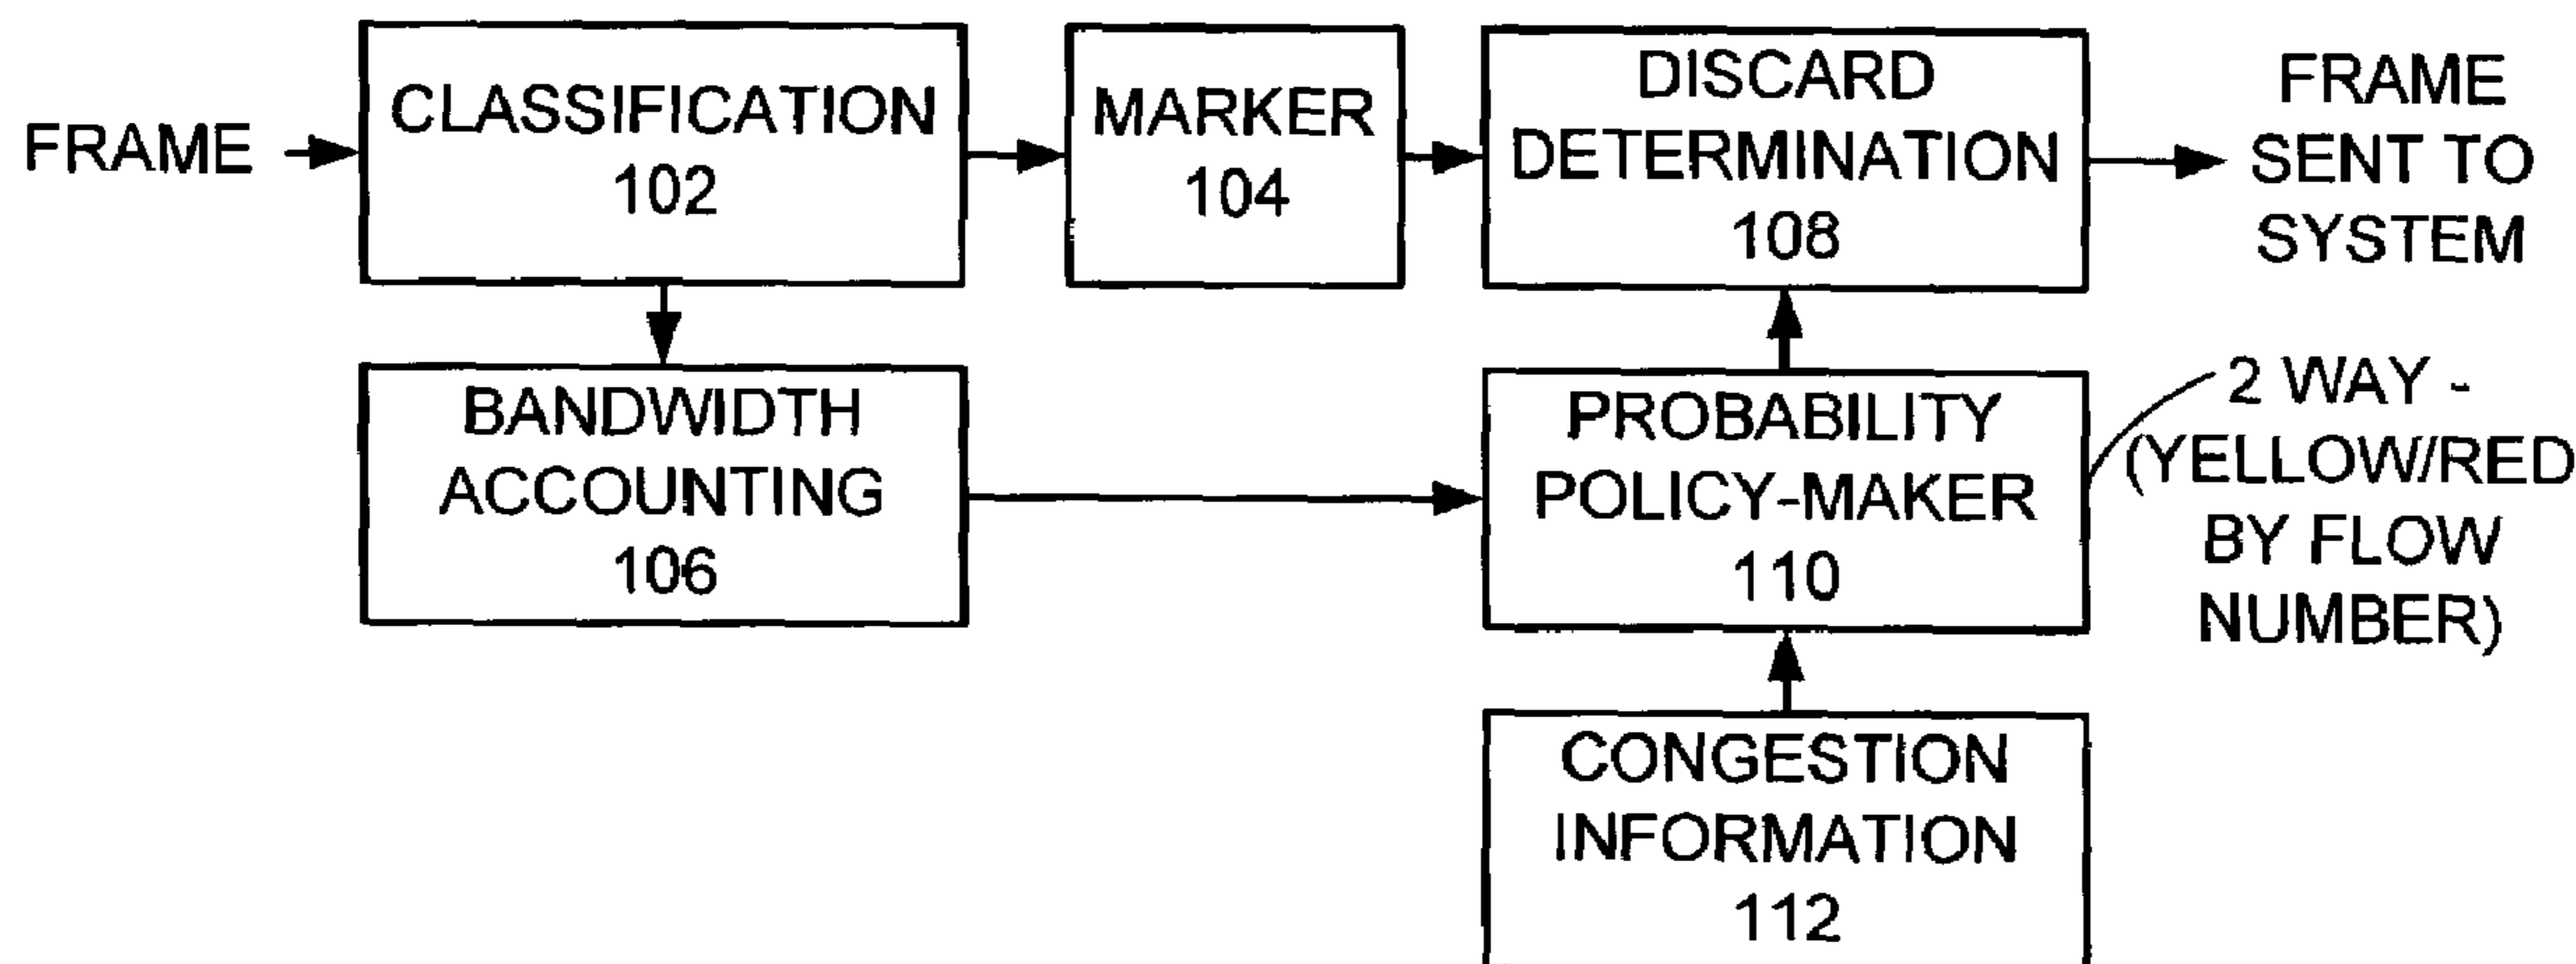 FRAME
CLASSIFICATION
102
MARKER
104
DISCARD
DETERMINATION
108
FRAME
SENT TO
SYSTEM
BANDWIDTH
ACCOUNTING
106
PROBABILITY
POLICY-MAKER
110
2 WAY -
(YELLOW/RED
BY FLOW
NUMBER)
CONGESTION
INFORMATION
112